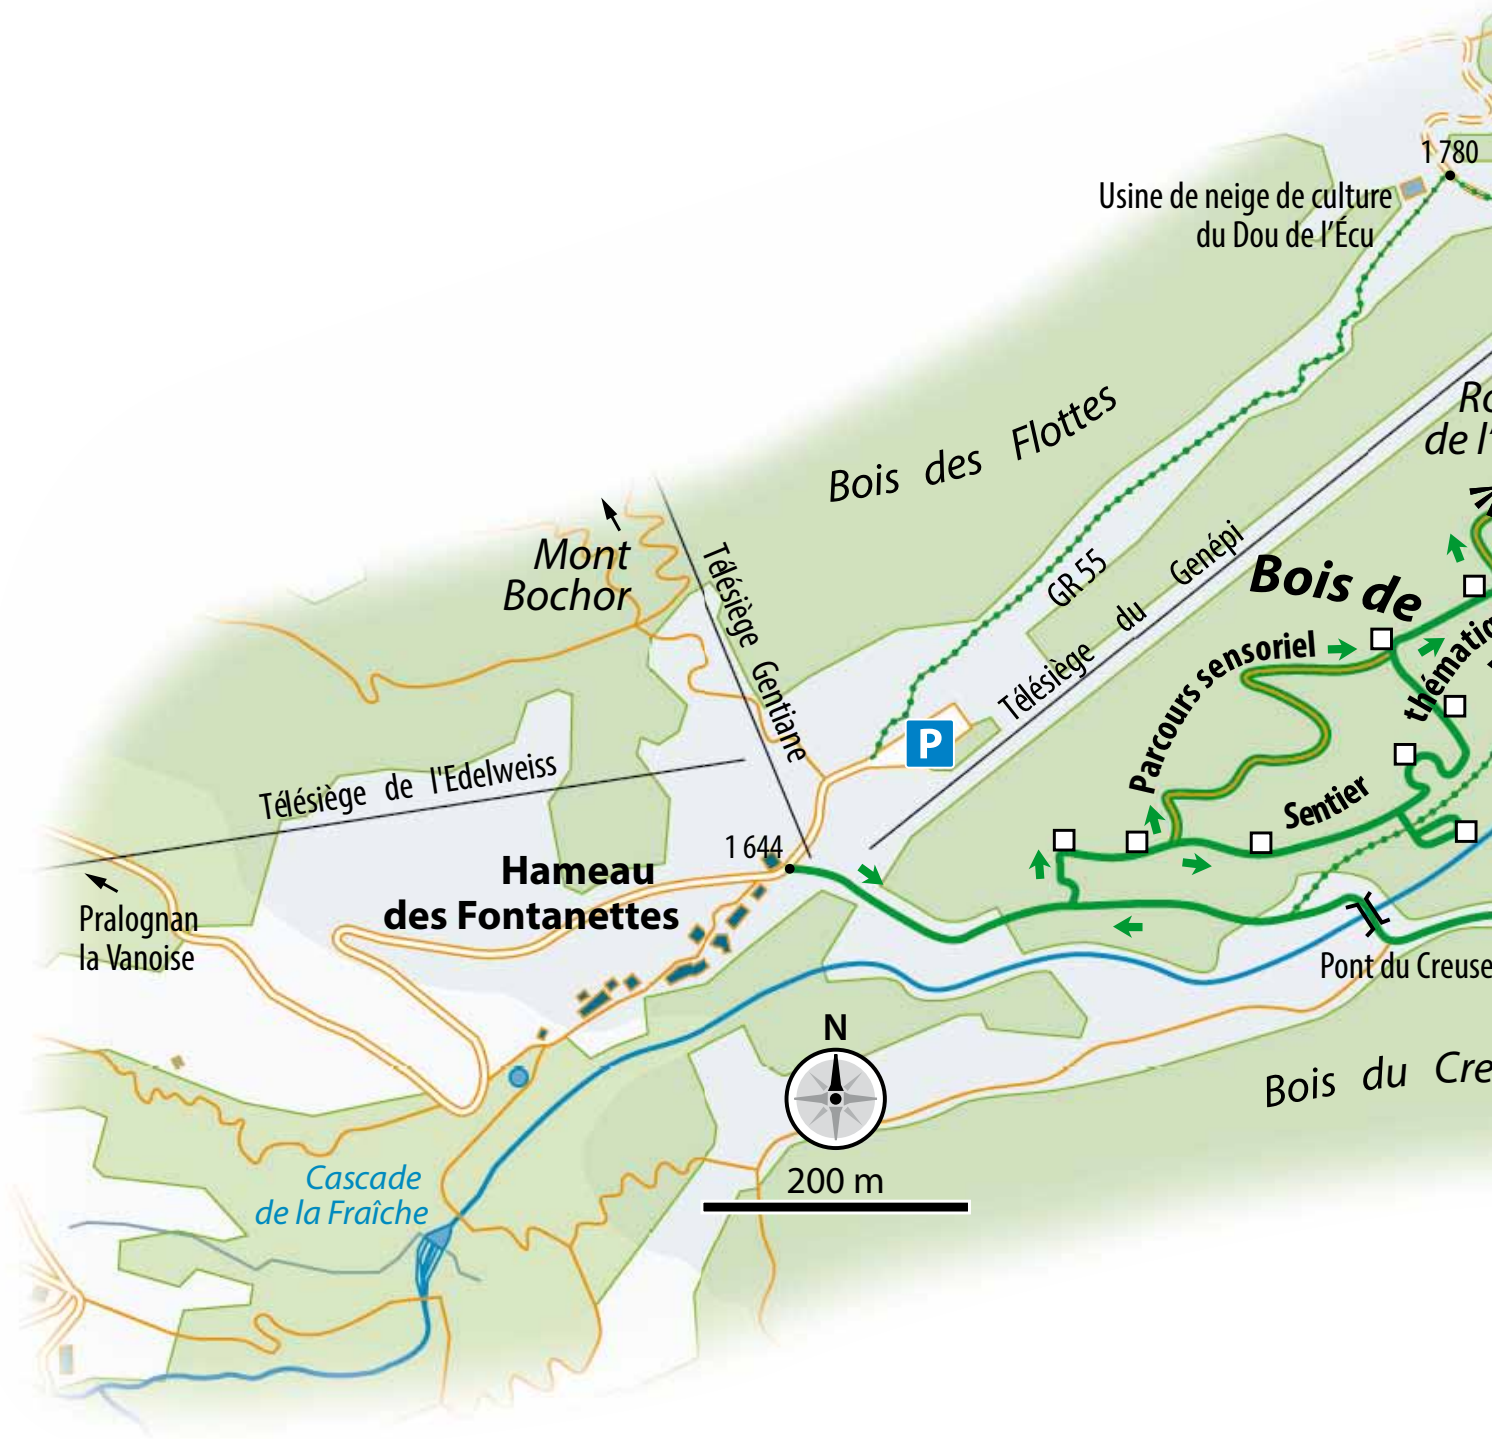 1 780
Usine de neige de culture
du Dou de l’Écu
Bois des Flottes
de l’
Mont
Bochor
Télésiège Gentiane
GR 55
Télésiège du Genépi
Bois de
Parcours sensoriel
Sentier
thématiq
P
Télésiège de l'Edelweiss
1 644
Hameau
des Fontanettes
Pralognan
la Vanoise
Pont du Creuse
N
200 m
Bois du Cre
Cascade
de la Fraîche